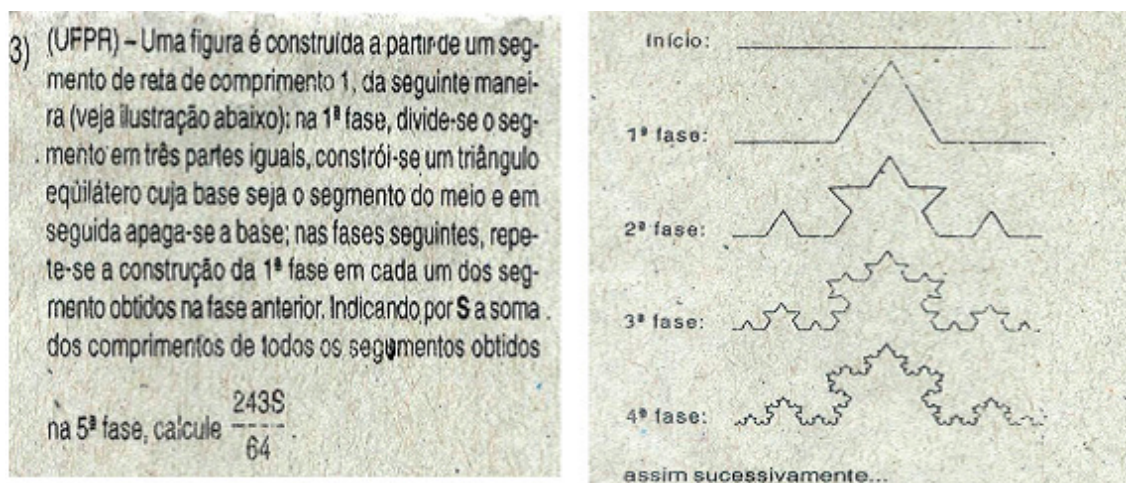 3) (UFPR) – Uma figura é construída a partir de um seg-
mento de reta de comprimento 1, da seguinte manei-
ra (veja ilustração abaixo): na 1ª fase, divide-se o seg-
mento em três partes iguais, constrói-se um triângulo
eqüilátero cuja base seja o segmento do meio e em
seguida apaga-se a base; nas fases seguintes, repe-
te-se a construção da 1ª fase em cada um dos seg-
mento obtidos na fase anterior. Indicando por S a soma
dos comprimentos de todos os segumentos obtidos
na 5ª fase, calcule 243S
64 .
Início:
1ª fase:
2ª fase:
3ª fase:
4ª fase:
assim sucessivamente...